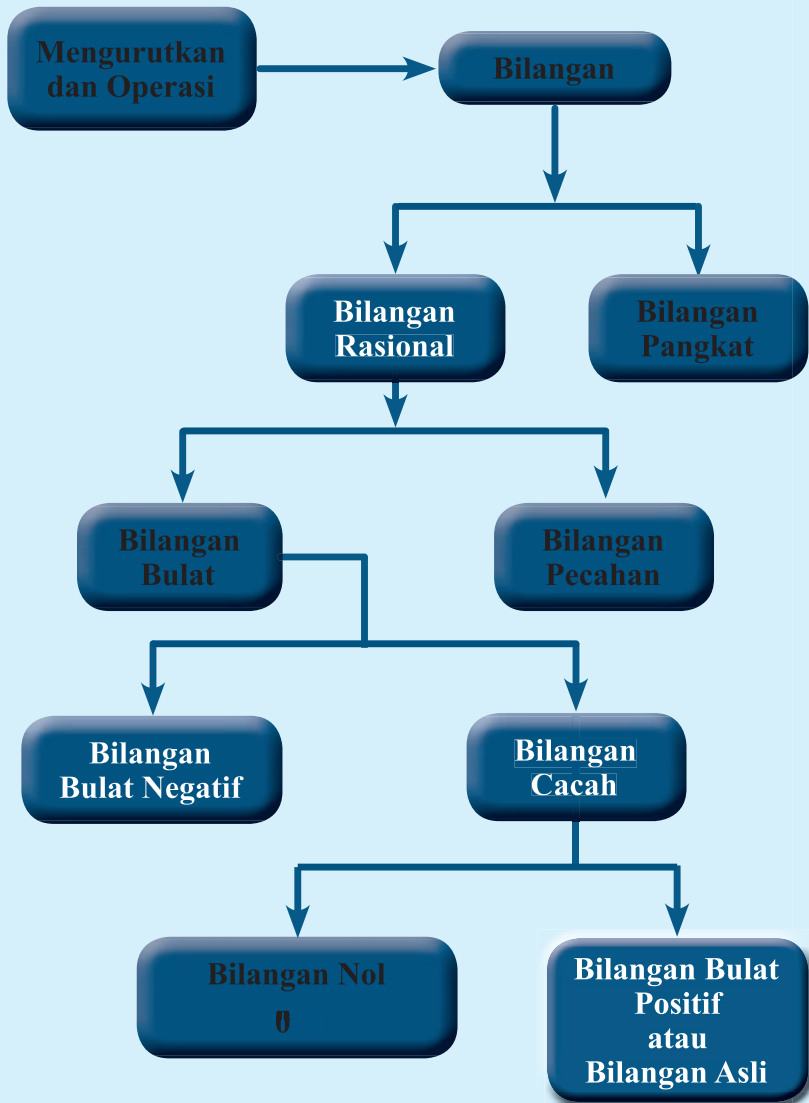 Mengurutkan
dan Operasi
Bilangan
Bilangan
Rasional
Bilangan
Pangkat
Bilangan
Bulat
Bilangan
Pecahan
Bilangan
Bulat Negatif
Bilangan
Cacah
Bilangan Nol
0
Bilangan Bulat
Positif
atau
Bilangan Asli